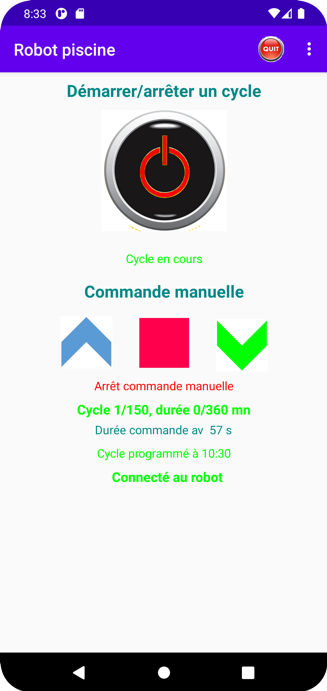 8:33
Robot piscine
QUIT
Démarrer/arrêter un cycle
Cycle en cours
Commande manuelle
Arrêt commande manuelle
Cycle 1/150, durée 0/360 mn
Durée commande av  57 s
Cycle programmé à 10:30
Connecté au robot